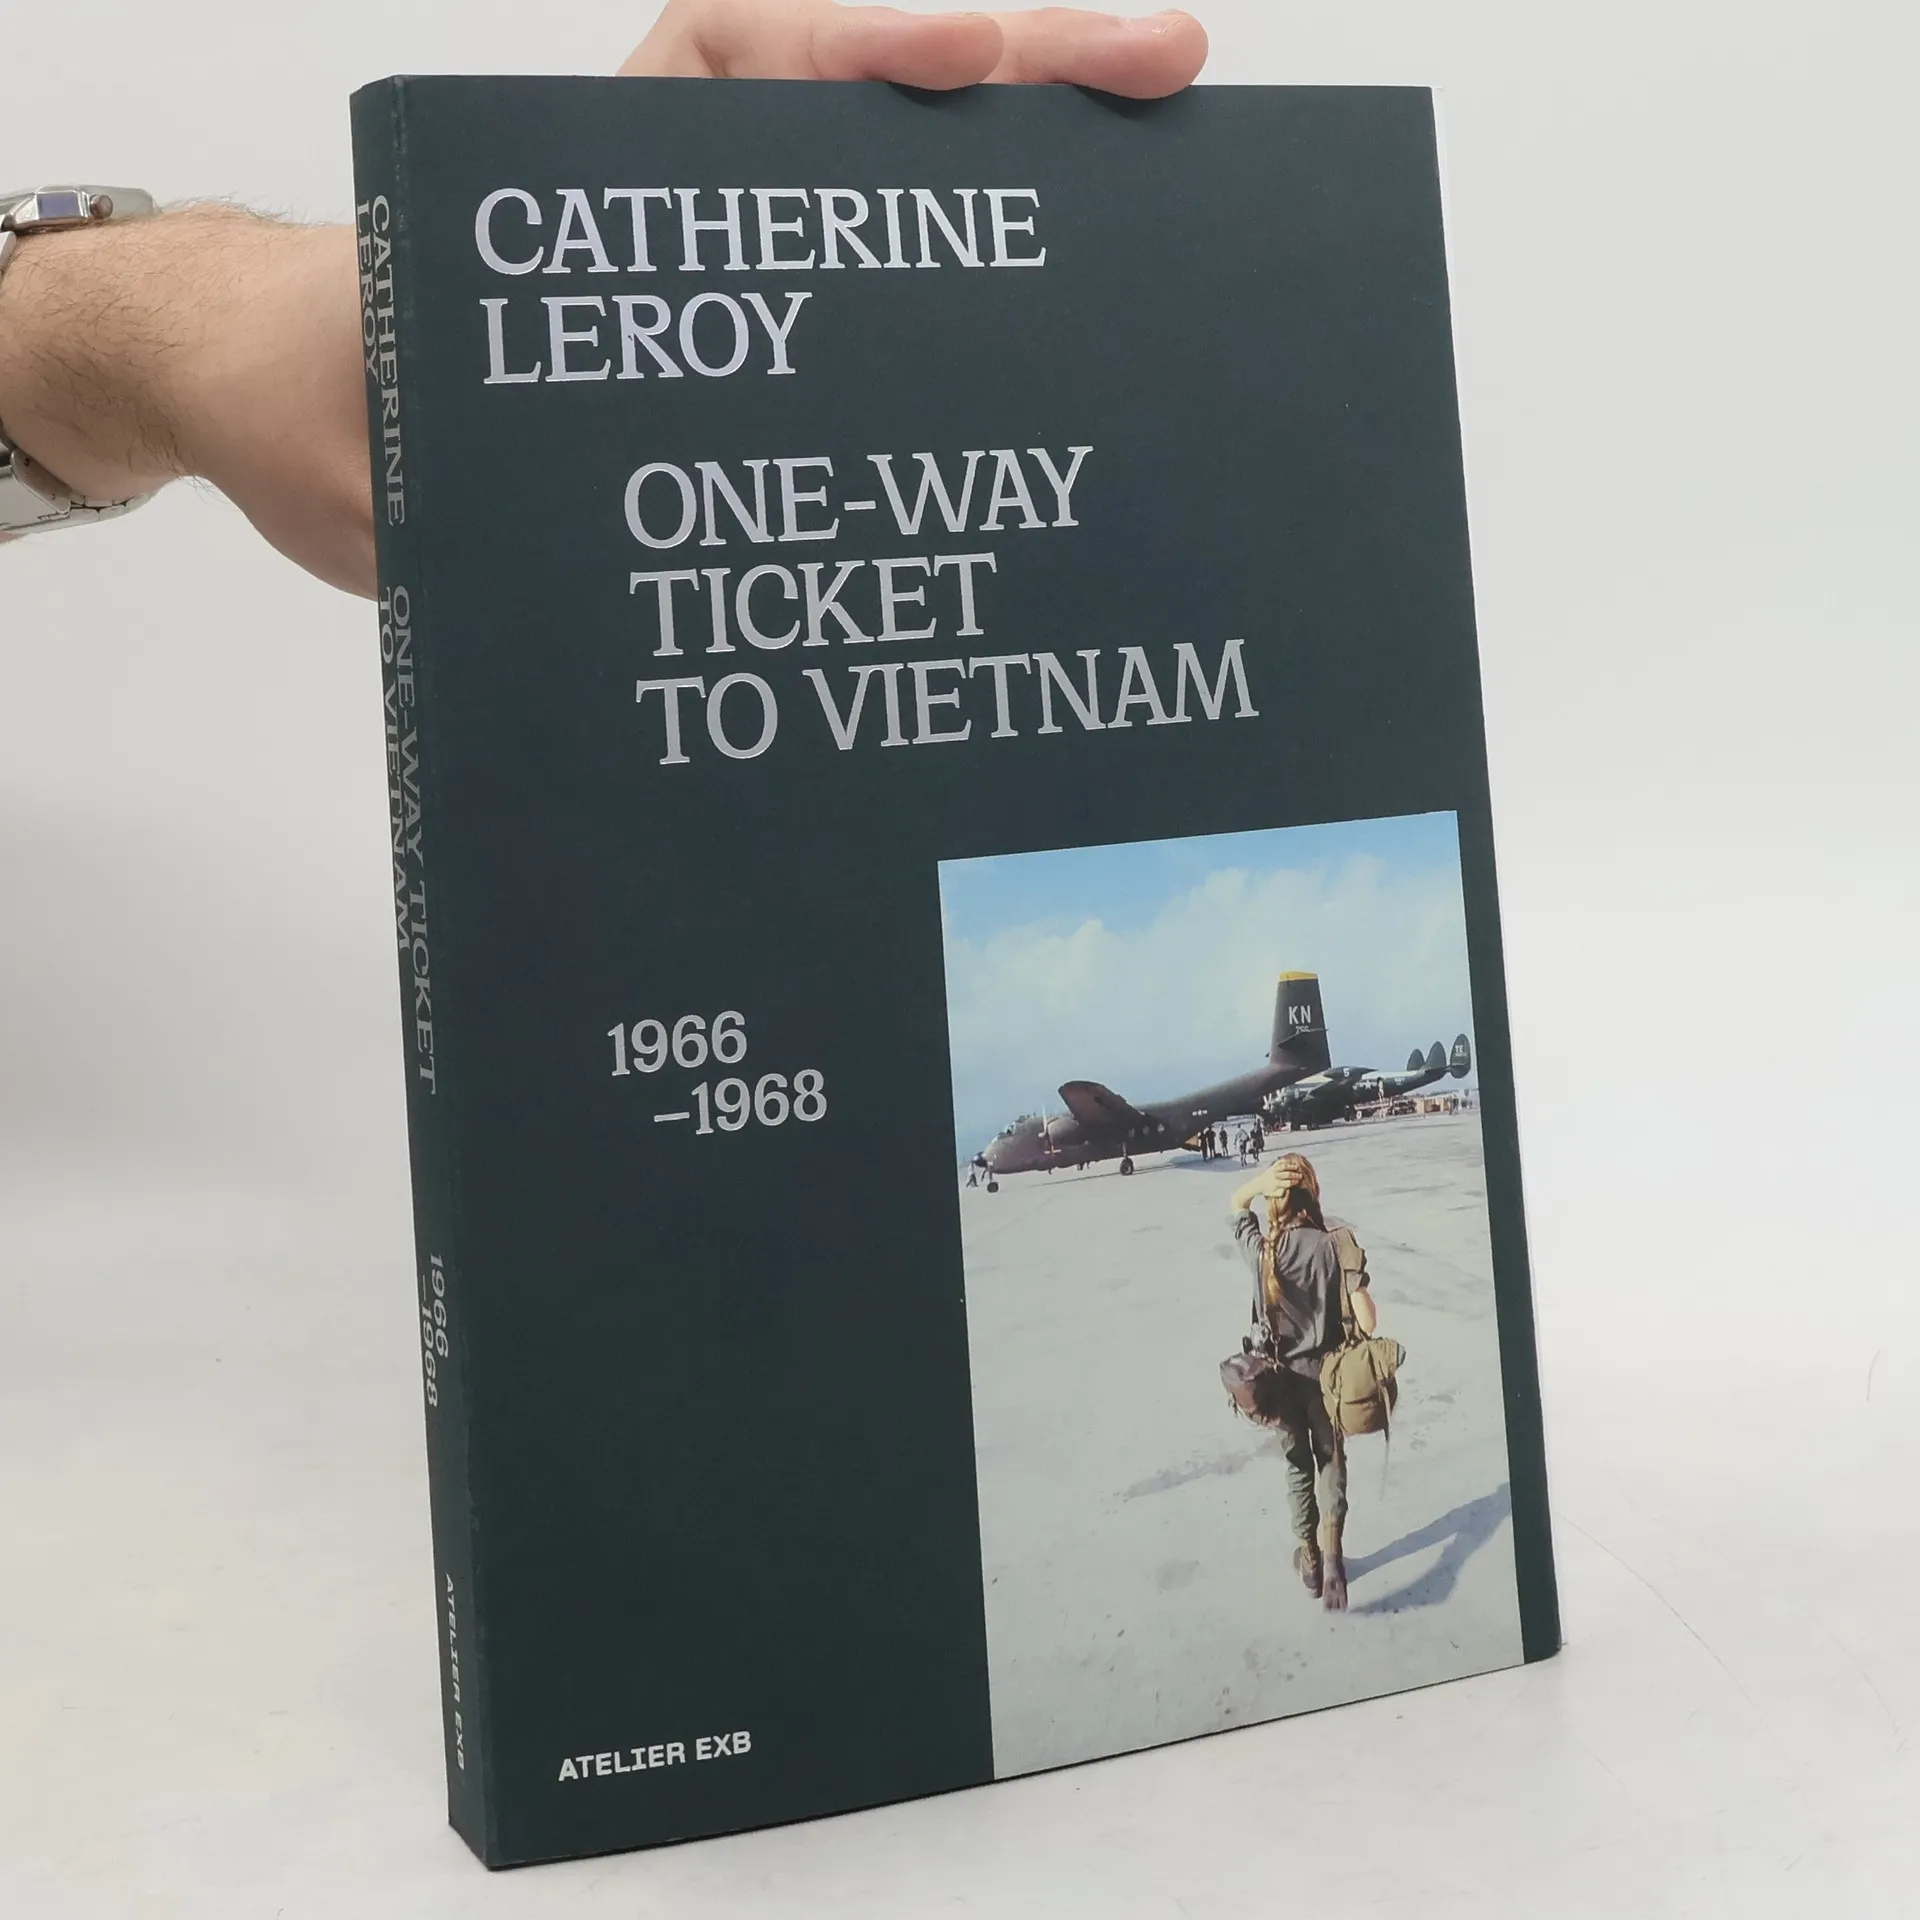 CATHERINE
LEROY
ONE-WAY
TICKET
TO VIETNAM
1966
–1968
ATELIER EXB
KN
CATHERINE
LEROY
ONE-WAY TICKET
TO VIETNAM
1966
–1968
ATELIER EXB